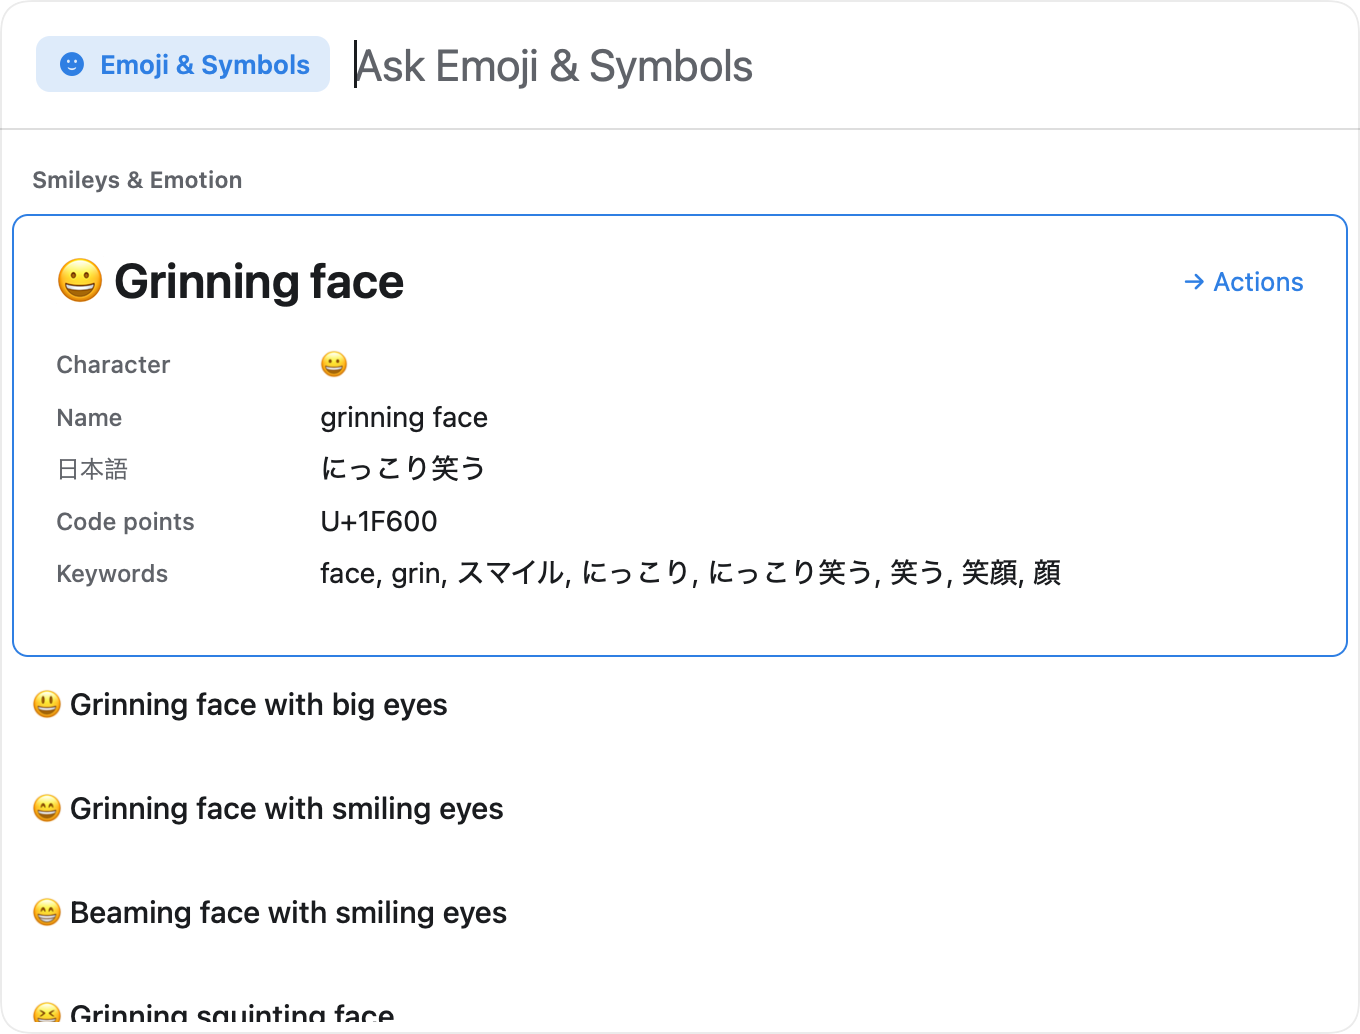 Emoji & Symbols
Ask Emoji & Symbols
Smileys & Emotion
😀 Grinning face
→ Actions
Character 😀
Name grinning face
日本語 にっこり笑う
Code points U+1F600
Keywords face, grin, スマイル, にっこり, にっこり笑う, 笑う, 笑顔, 顔
😃 Grinning face with big eyes
😄 Grinning face with smiling eyes
😁 Beaming face with smiling eyes
😆 Grinning squinting face